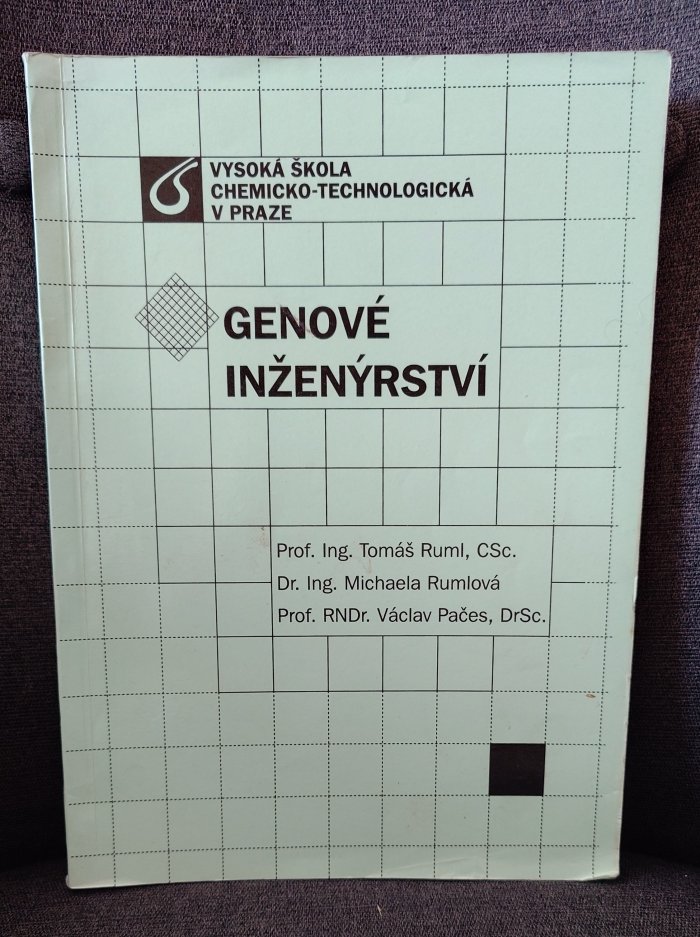 VYSOKÁ ŠKOLA
CHEMICKO-TECHNOLOGICKÁ
V PRAZE
GENOVÉ
INŽENÝRSTVÍ
Prof. Ing. Tomáš Ruml, CSc.
Dr. Ing. Michaela Rumlová
Prof. RNDr. Václav Pačes, DrSc.